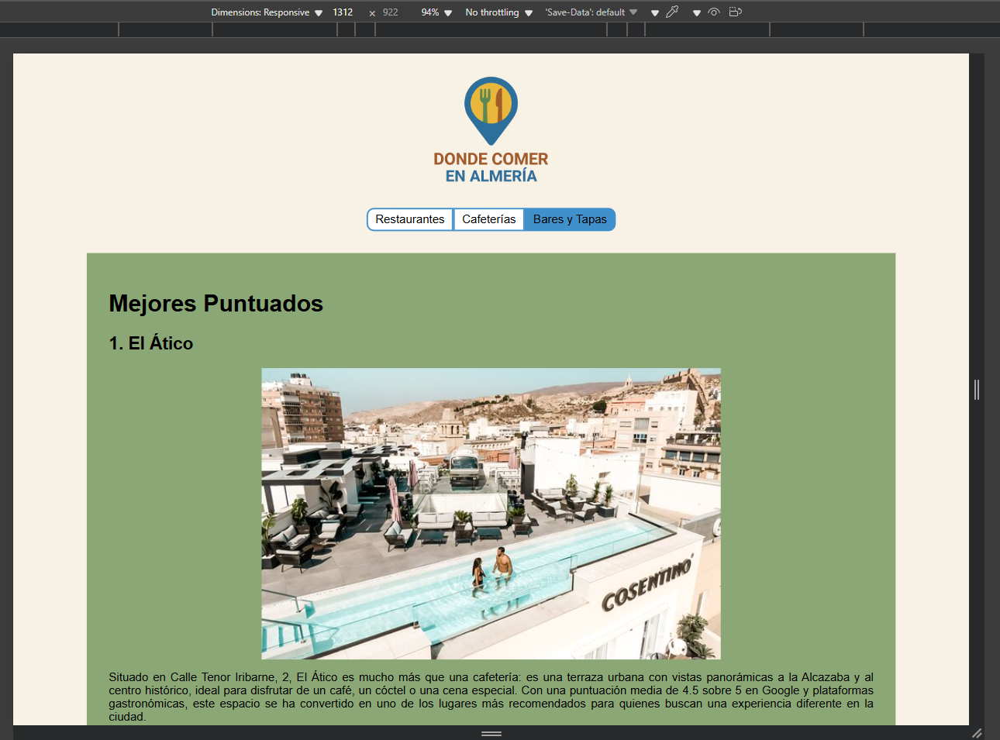 Dimensions: Responsive 1312 × 922 94% No throttling 'Save-Data': default
DONDE COMER
EN ALMERÍA
Restaurantes Cafeterías Bares y Tapas
Mejores Puntuados
1. El Ático
COSENTINO
Situado en Calle Tenor Iribarne, 2, El Ático es mucho más que una cafetería: es una terraza urbana con vistas panorámicas a la Alcazaba y al
centro histórico, ideal para disfrutar de un café, un cóctel o una cena especial. Con una puntuación media de 4.5 sobre 5 en Google y plataformas
gastronómicas, este espacio se ha convertido en uno de los lugares más recomendados para quienes buscan una experiencia diferente en la
ciudad.